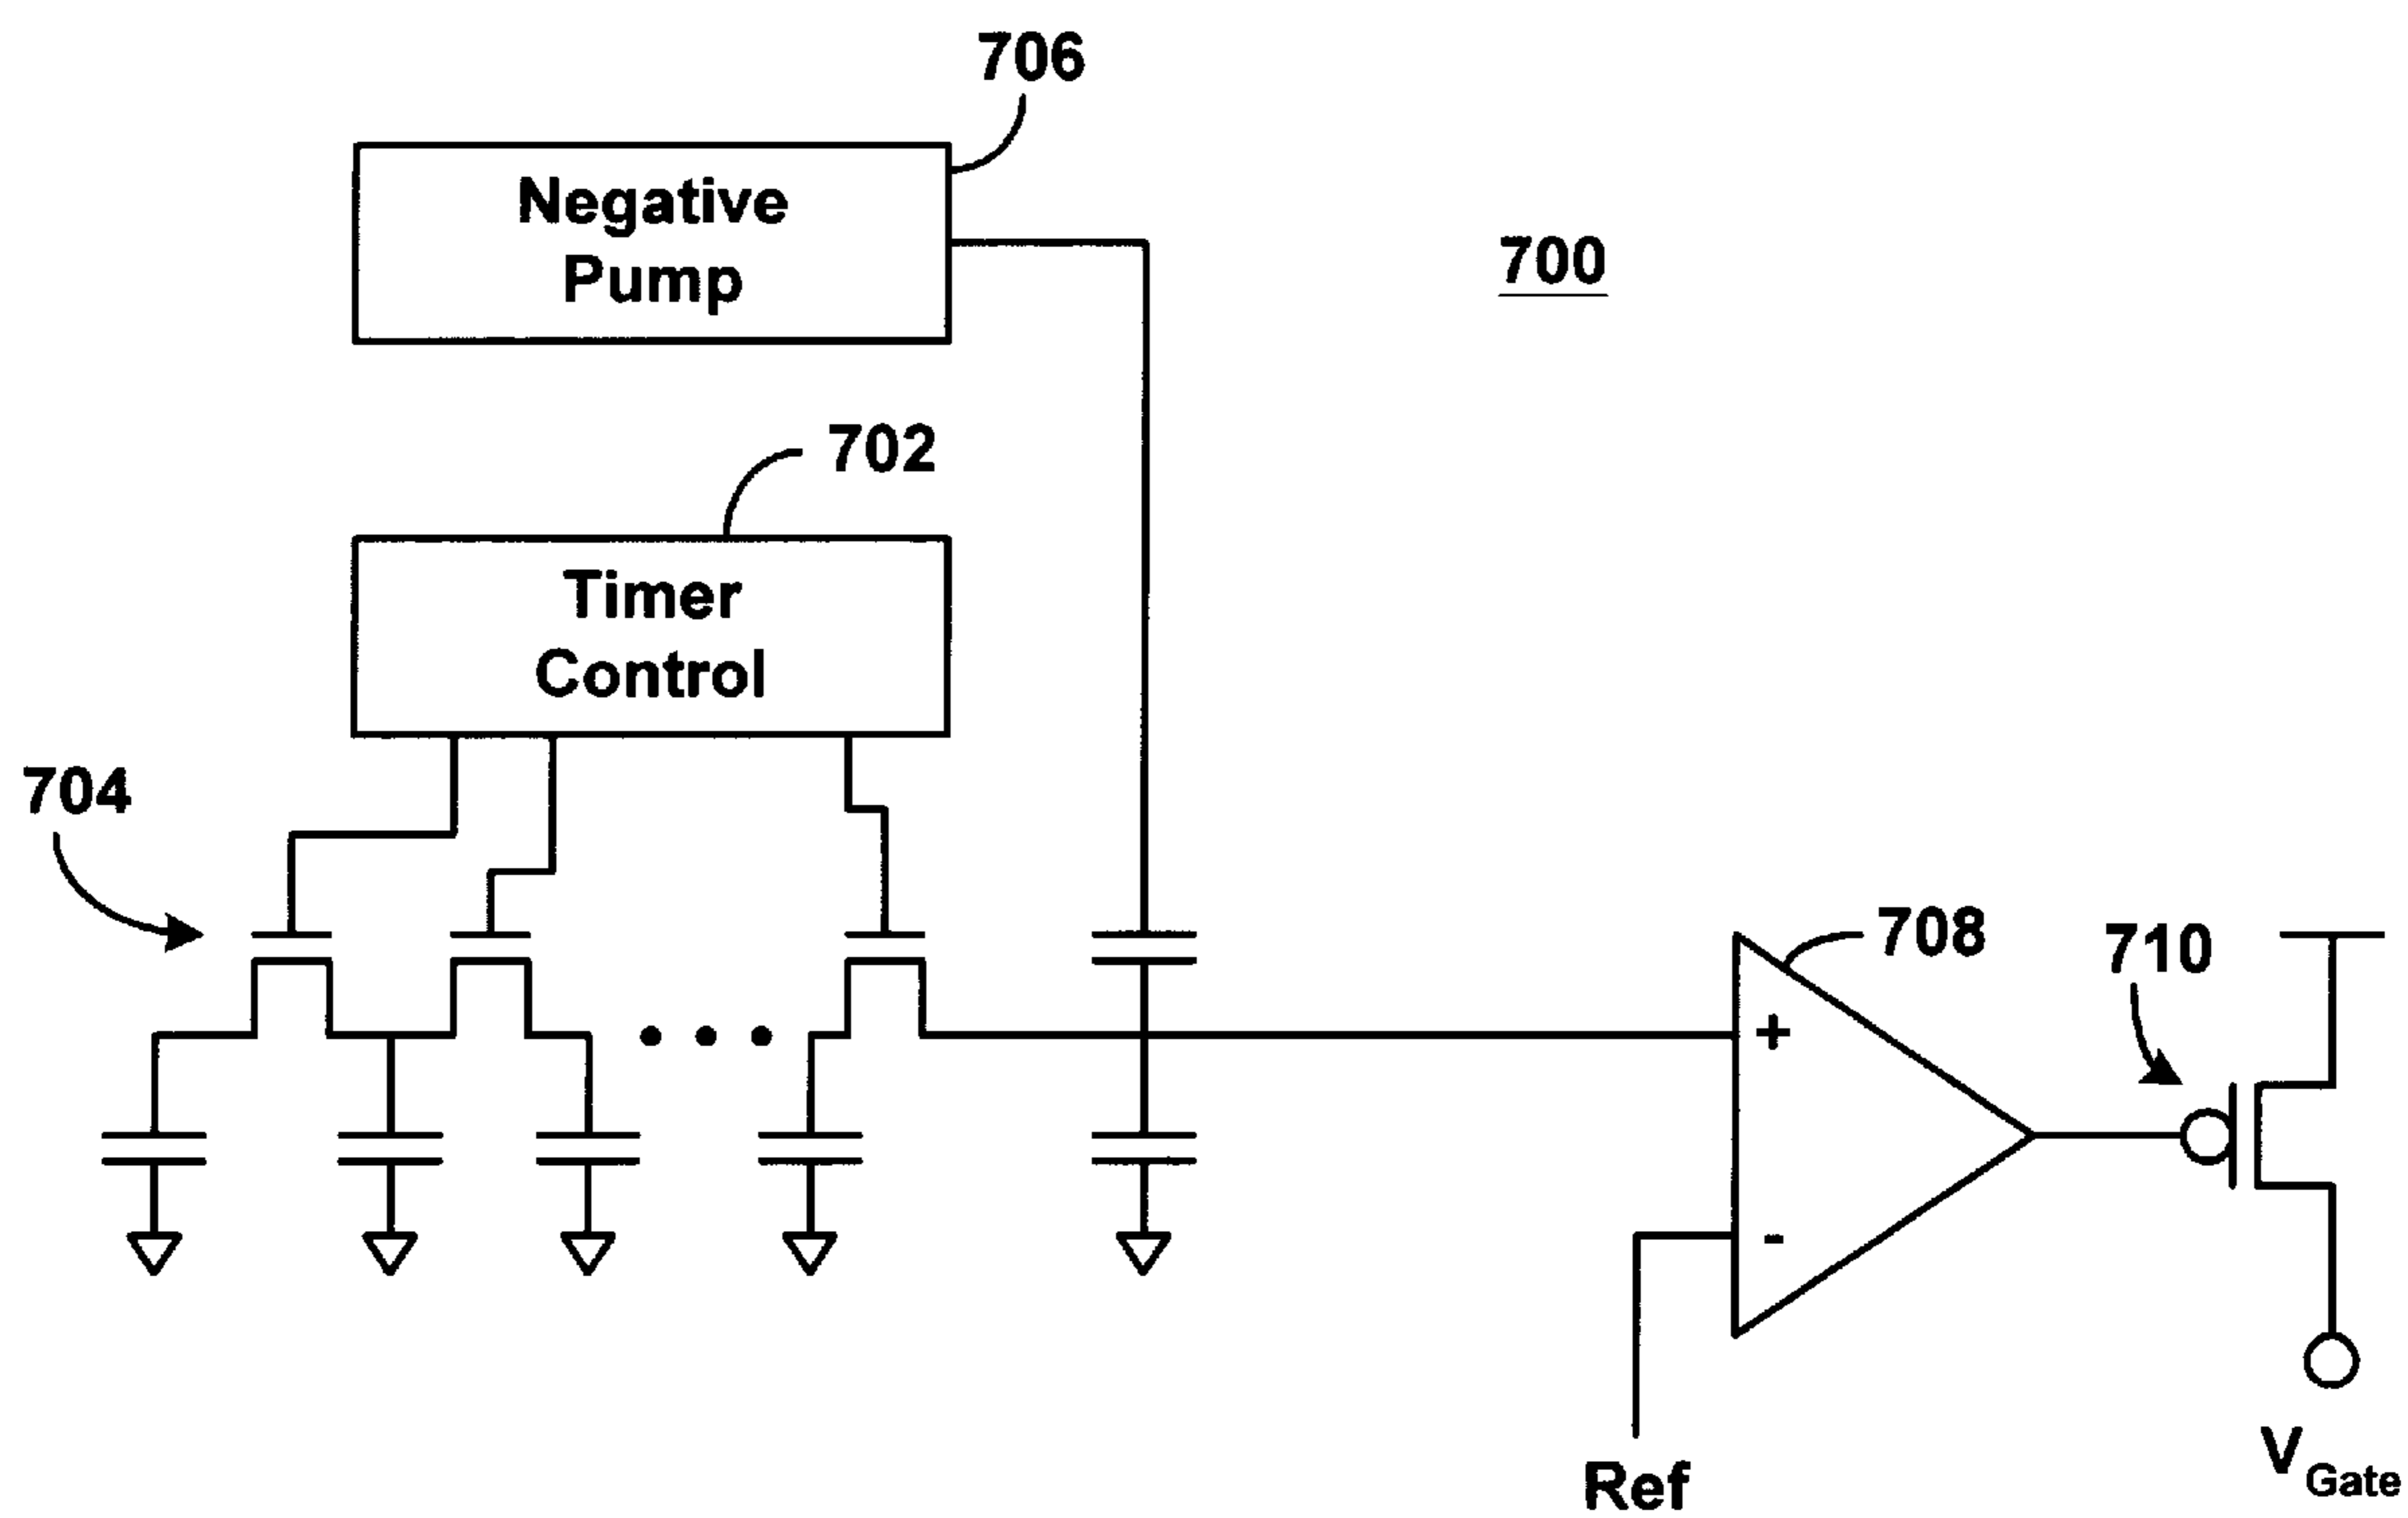 706
Negative
Pump
700
702
Timer
Control
704
708
710
+
-
Ref
V Gate